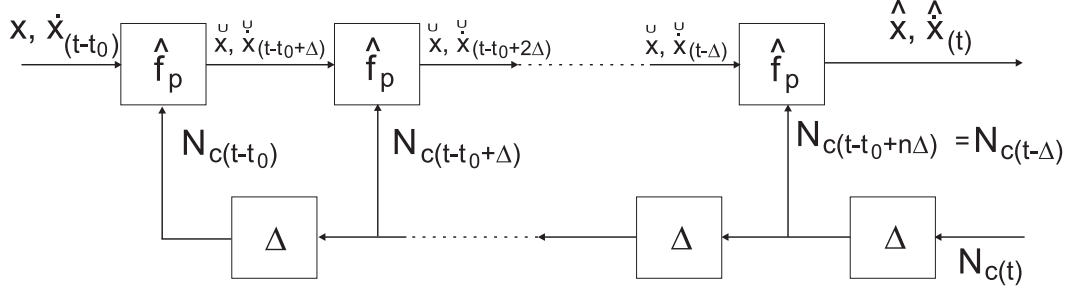 x, ẋ(t-t₀)
x̆, ẋ̆(t-t₀+Δ)
x̆, ẋ̆(t-t₀+2Δ)
x̆, ẋ̆(t-Δ)
x̂, ẋ̂(t)
f̂p
f̂p
f̂p
Nc(t-t₀)
Nc(t-t₀+Δ)
Nc(t-t₀+nΔ) = Nc(t-Δ)
Δ
Δ
Δ
Nc(t)